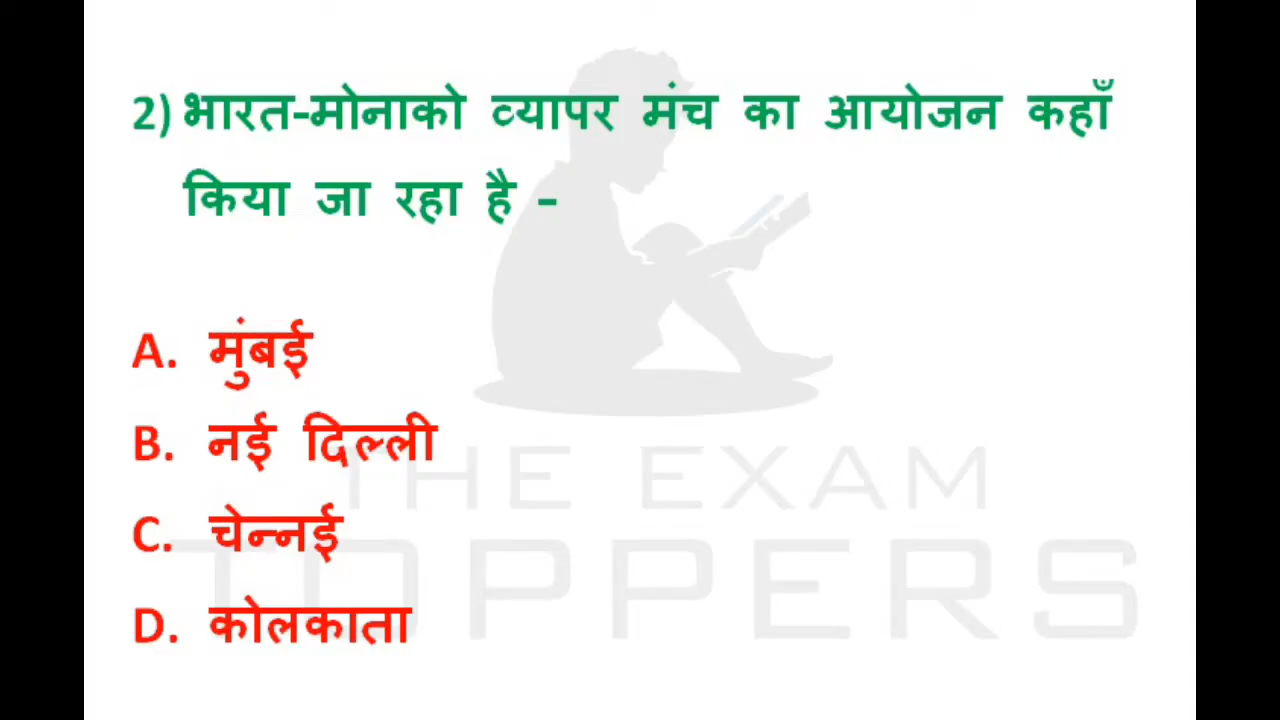 2) भारत-मोनाको व्यापर मंच का आयोजन कहाँ
किया जा रहा है -
A. मुंबई
B. नई दिल्ली
C. चेन्नई
D. कोलकाता
THE EXAM
TOPPERS